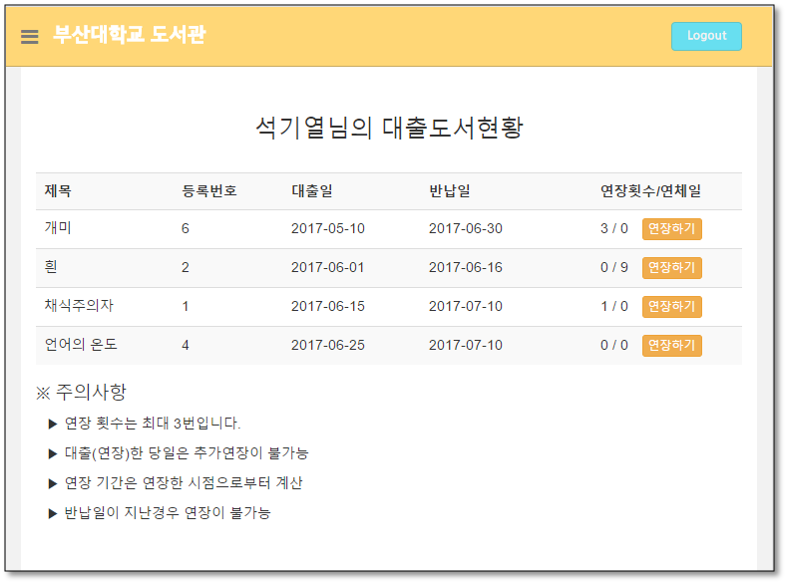 부산대학교 도서관 Logout
석기열님의 대출도서현황
제목 등록번호 대출일 반납일 연장횟수/연체일
개미 6 2017-05-10 2017-06-30 3 / 0 연장하기
흰 2 2017-06-01 2017-06-16 0 / 9 연장하기
채식주의자 1 2017-06-15 2017-07-10 1 / 0 연장하기
언어의 온도 4 2017-06-25 2017-07-10 0 / 0 연장하기
※ 주의사항
▶ 연장 횟수는 최대 3번입니다.
▶ 대출(연장)한 당일은 추가연장이 불가능
▶ 연장 기간은 연장한 시점으로부터 계산
▶ 반납일이 지난경우 연장이 불가능